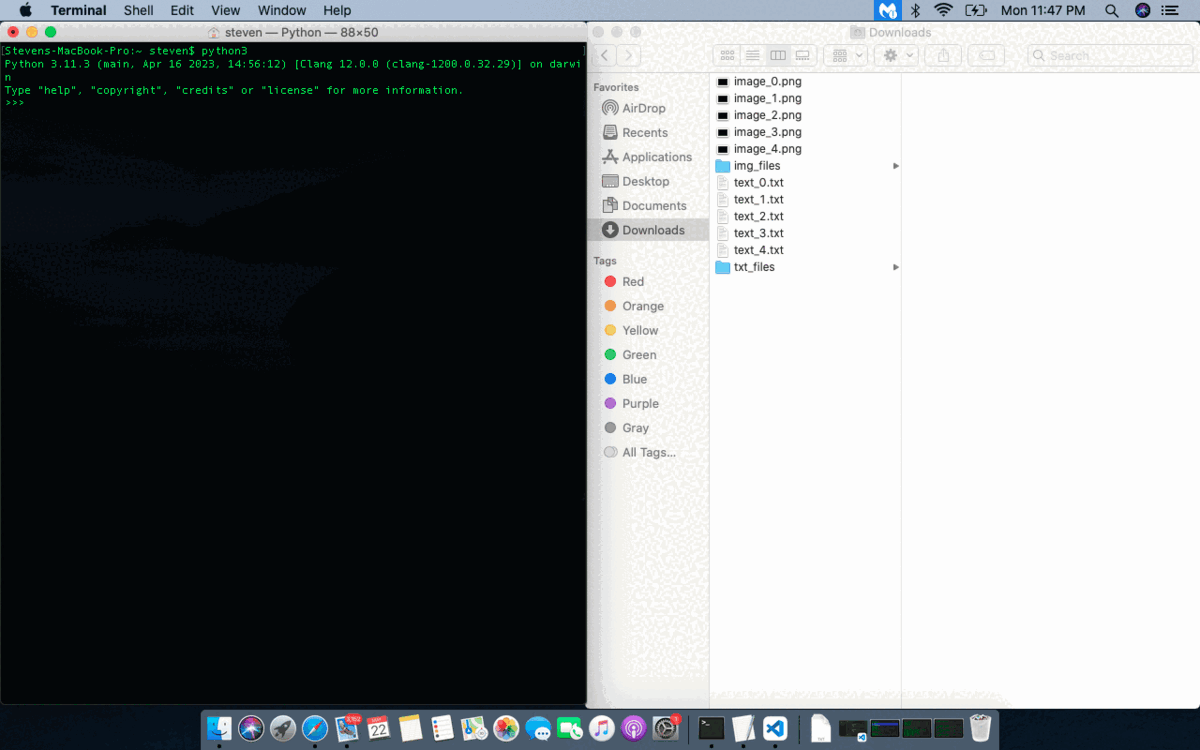 Terminal Shell Edit View Window Help Mon 11:47 PM
steven — Python — 88×50
[Stevens-MacBook-Pro:~ steven$ python3 ]
Python 3.11.3 (main, Apr 16 2023, 14:56:12) [Clang 12.0.0 (clang-1200.0.32.29)] on darwi
n
Type "help", "copyright", "credits" or "license" for more information.
>>>
Downloads
Search
Favorites
AirDrop
Recents
Applications
Desktop
Documents
Downloads
Tags
Red
Orange
Yellow
Green
Blue
Purple
Gray
All Tags...
image_0.png
image_1.png
image_2.png
image_3.png
image_4.png
img_files
text_0.txt
text_1.txt
text_2.txt
text_3.txt
text_4.txt
txt_files
22